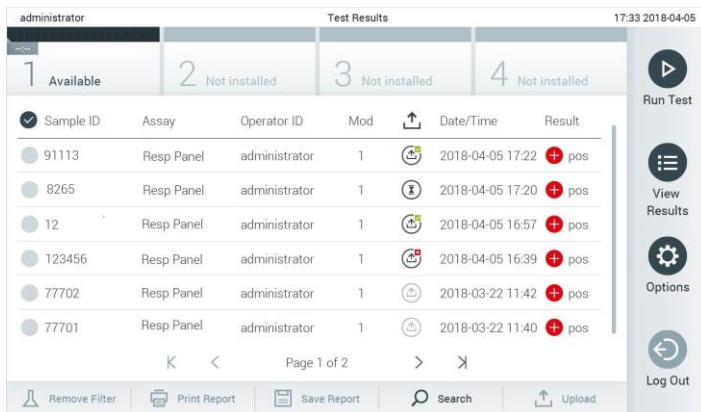 administrator Test Results 17:33 2018-04-05
--:--
1 Available 2 Not installed 3 Not installed 4 Not installed
Run Test
Sample ID Assay Operator ID Mod Date/Time Result
91113 Resp Panel administrator 1 2018-04-05 17:22 pos
8265 Resp Panel administrator 1 2018-04-05 17:20 pos
View
Results
12 Resp Panel administrator 1 2018-04-05 16:57 pos
123456 Resp Panel administrator 1 2018-04-05 16:39 pos
Options
77702 Resp Panel administrator 1 2018-03-22 11:42 pos
77701 Resp Panel administrator 1 2018-03-22 11:40 pos
Page 1 of 2
Log Out
Remove Filter Print Report Save Report Search Upload